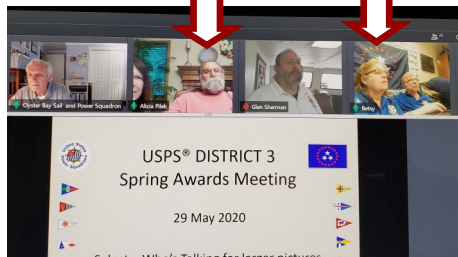 Oyster Bay Sail and Power Squadron
Alicia Pilek
Glen Sherman
Betsy
USPS® DISTRICT 3
Spring Awards Meeting
29 May 2020